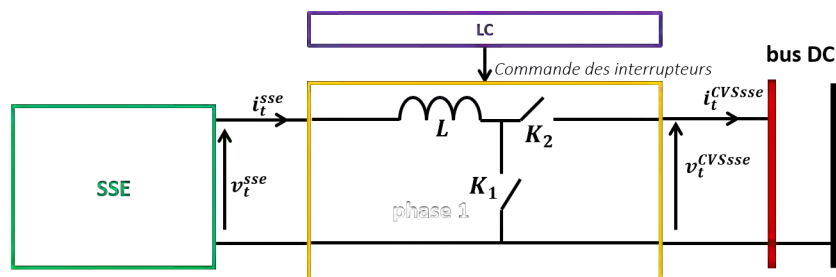 LC
Commande des interrupteurs
bus DC
i_t^{sse}
i_t^{CVSsse}
L
K_2
v_t^{sse}
v_t^{CVSsse}
SSE
K_1
phase 1